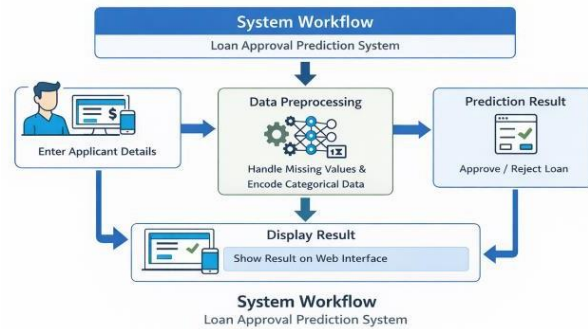 System Workflow
Loan Approval Prediction System
Enter Applicant Details
$
Data Preprocessing
Handle Missing Values &
Encode Categorical Data
Prediction Result
Approve / Reject Loan
Display Result
Show Result on Web Interface
System Workflow
Loan Approval Prediction System